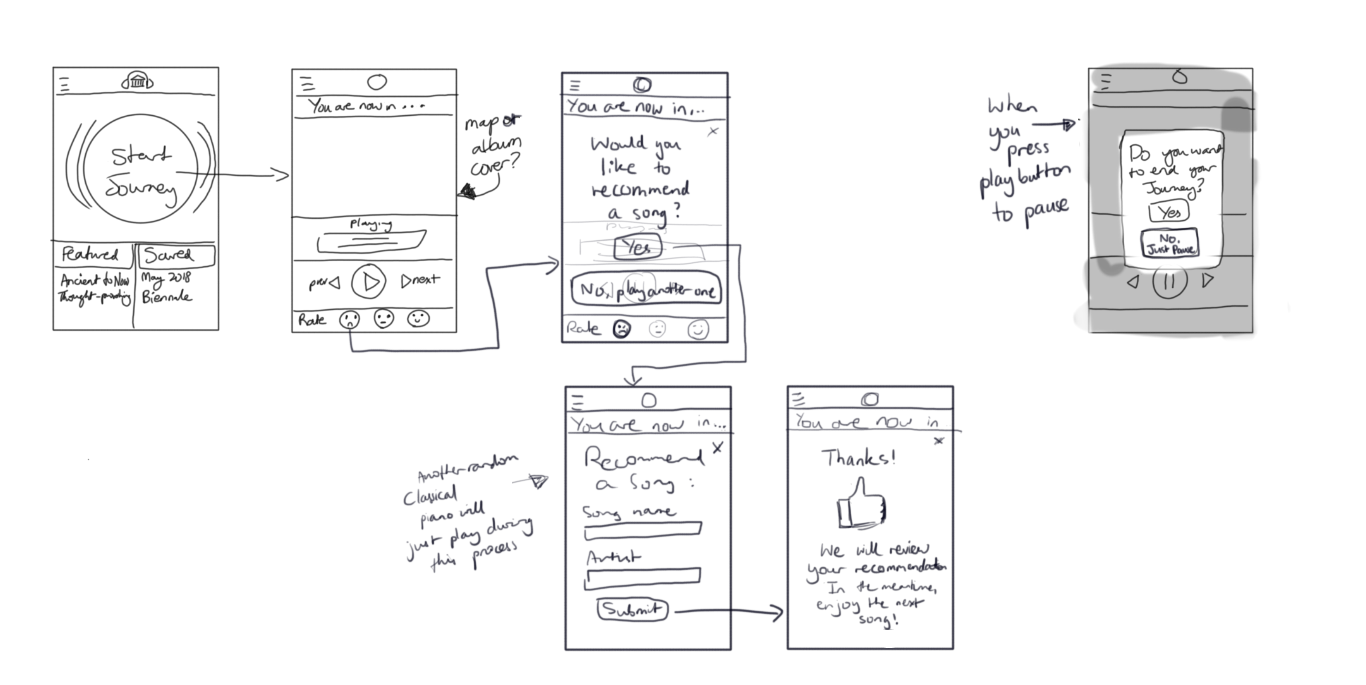 Start
Journey
Featured
Saved
Ancient to Now
May 2018
Biennale
You are now in ...
map or
album
cover?
Playing
prev
next
Rate
You are now in...
x
Would you
like to
recommend
a song?
Playing
Yes
No, play another one
Rate
When
you
press
play button
to pause
Do you want
to end your
Journey?
Yes
No,
Just Pause
Another random
Classical
piano will
just play during
this process
You are now in...
x
Recommend
a Song:
Song name
Artist
Submit
You are now in
x
Thanks!
We will review
your recommendation
In the meantime,
enjoy the next
song!